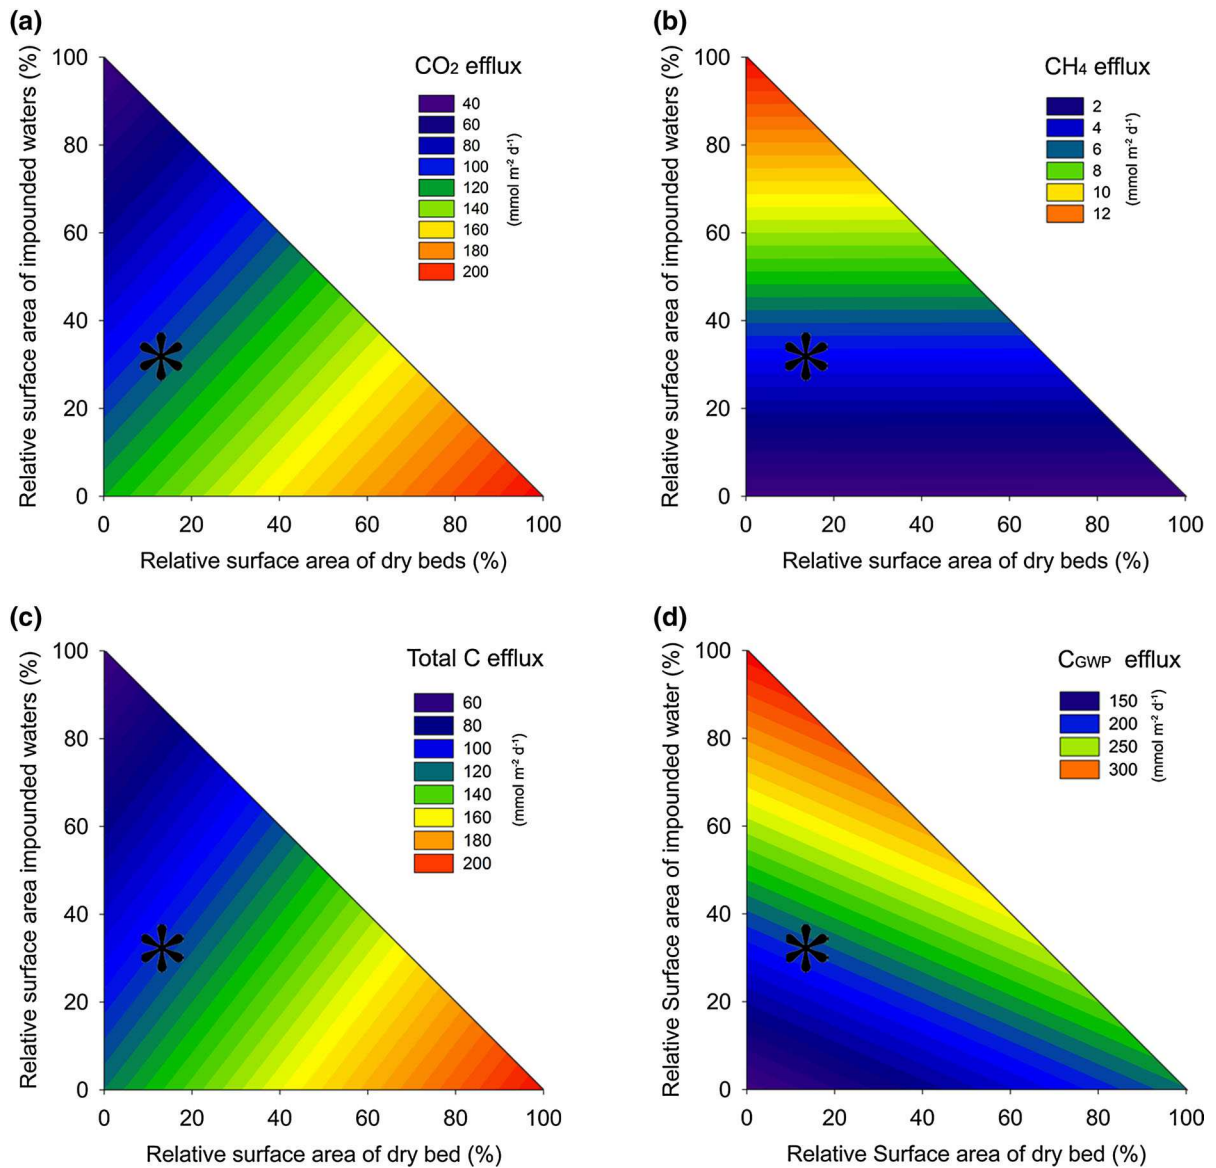 (a)
CO₂ efflux
40
60
80
100
120
140
160
180
200
(mmol m⁻² d⁻¹)
Relative surface area of impounded waters (%)
100
80
60
40
20
0
0 20 40 60 80 100
Relative surface area of dry beds (%)
(b)
CH₄ efflux
2
4
6
8
10
12
(mmol m⁻² d⁻¹)
Relative surface area of impounded waters (%)
100
80
60
40
20
0
0 20 40 60 80 100
Relative surface area of dry beds (%)
(c)
Total C efflux
60
80
100
120
140
160
180
200
(mmol m⁻² d⁻¹)
Relative surface area impounded waters (%)
100
80
60
40
20
0
0 20 40 60 80 100
Relative surface area of dry bed (%)
(d)
CGWP efflux
150
200
250
300
(mmol m⁻² d⁻¹)
Relative Surface area of impounded water (%)
100
80
60
40
20
0
0 20 40 60 80 100
Relative Surface area of dry bed (%)